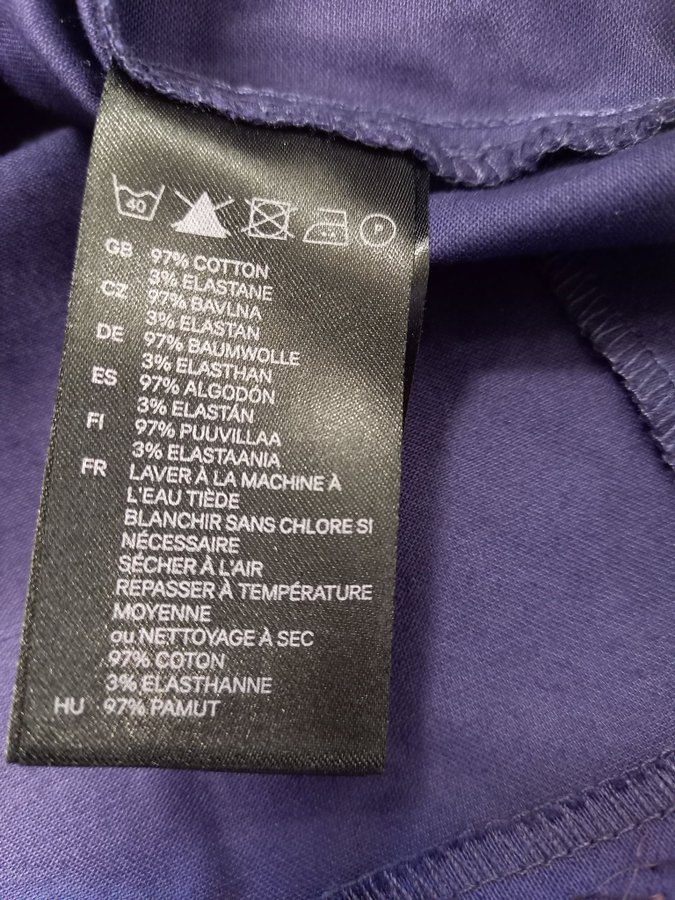 40
GB 97% COTTON
3% ELASTANE
CZ 97% BAVLNA
3% ELASTAN
DE 97% BAUMWOLLE
3% ELASTHAN
ES 97% ALGODÓN
3% ELASTÁN
FI 97% PUUVILLAA
3% ELASTAANIA
FR LAVER À LA MACHINE À
L'EAU TIÈDE
BLANCHIR SANS CHLORE SI
NÉCESSAIRE
SÉCHER À L'AIR
REPASSER À TEMPÉRATURE
MOYENNE
ou NETTOYAGE À SEC
97% COTON
3% ELASTHANNE
HU 97% PAMUT